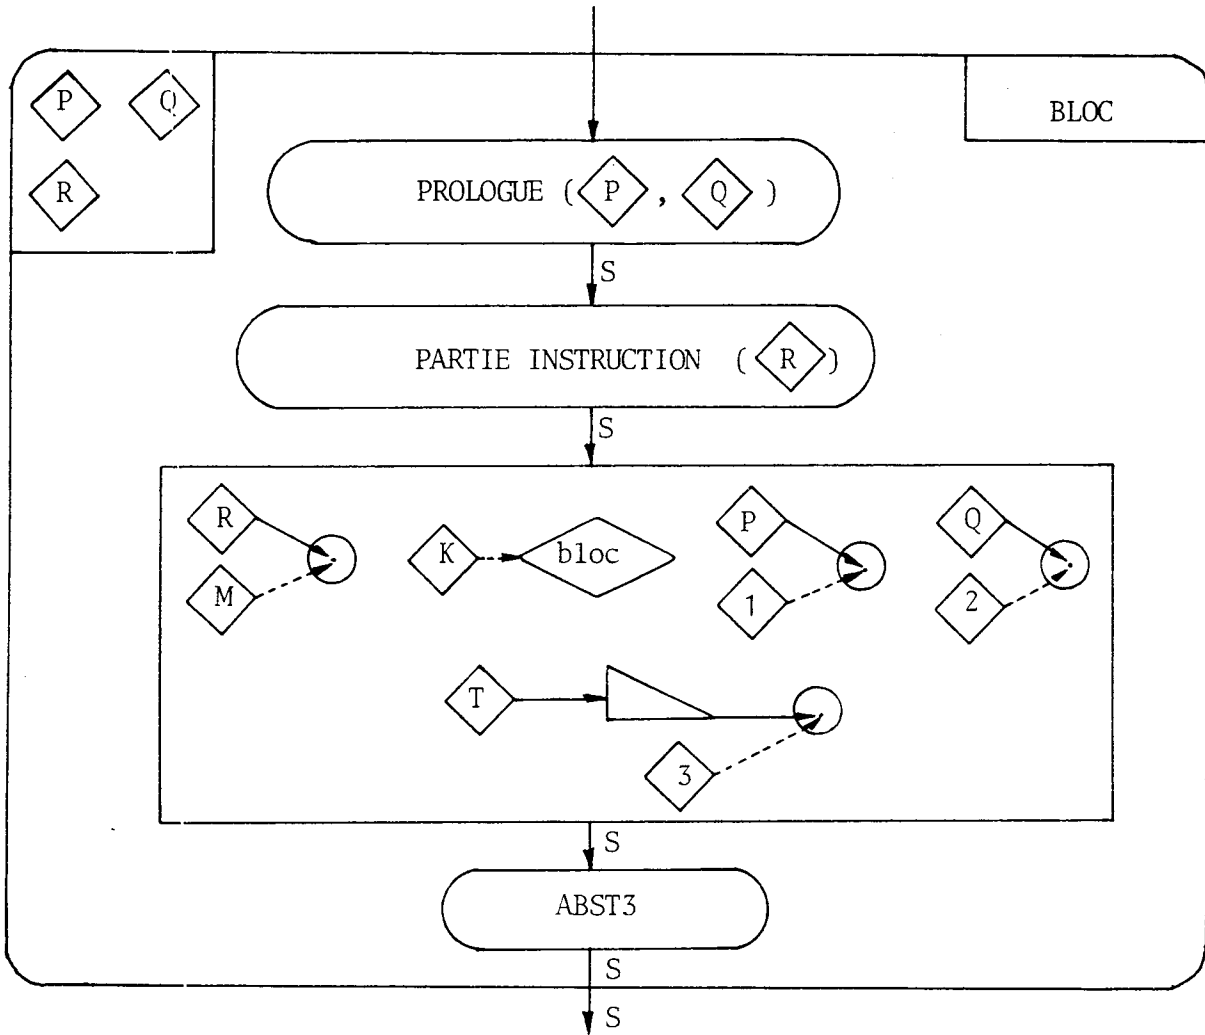 P Q
BLOC
R
PROLOGUE ( P , Q )
S
PARTIE INSTRUCTION ( R )
S
R
K bloc
P
Q
M
1
2
T
3
S
ABST3
S
S